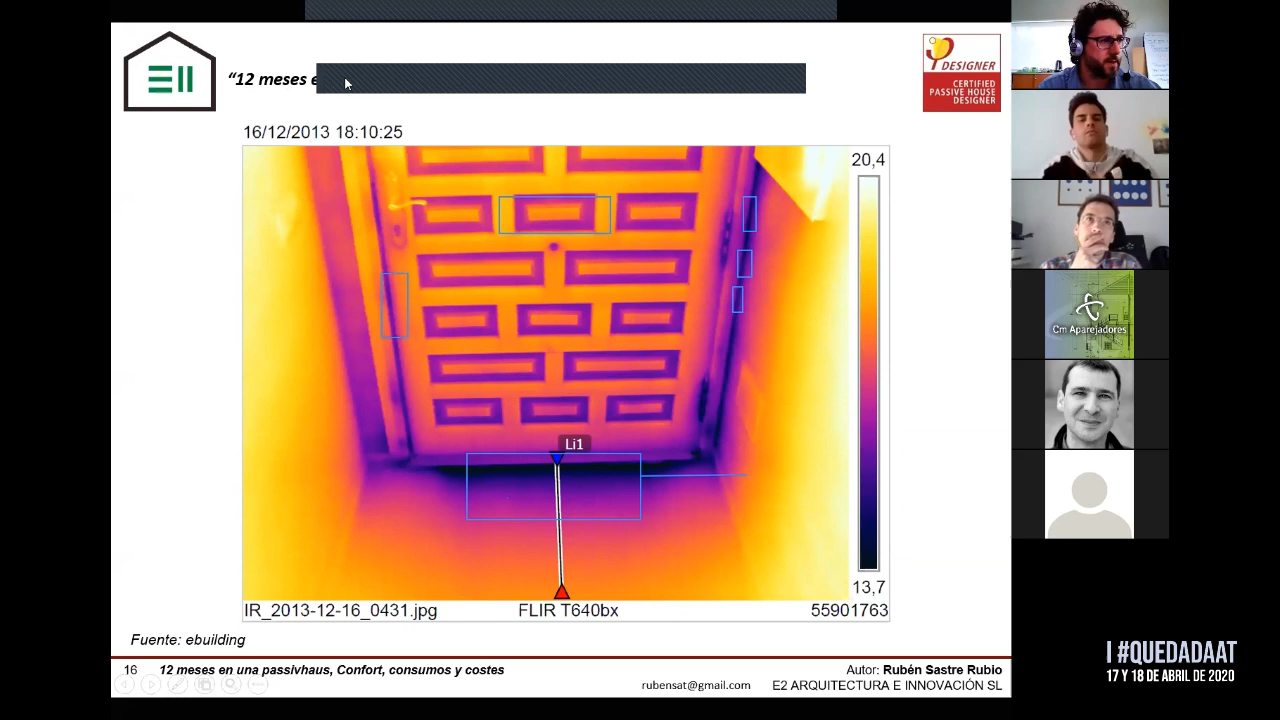 “12 meses e
DESIGNER
CERTIFIED
PASSIVE HOUSE
DESIGNER
16/12/2013 18:10:25
20,4
Li1
13,7
IR_2013-12-16_0431.jpg
FLIR T640bx
55901763
Fuente: ebuilding
16
12 meses en una passivhaus, Confort, consumos y costes
Autor: Rubén Sastre Rubio
rubensat@gmail.com
E2 ARQUITECTURA E INNOVACIÓN SL
Cm Aparejadores
I #QUEDADAAT
17 Y 18 DE ABRIL DE 2020